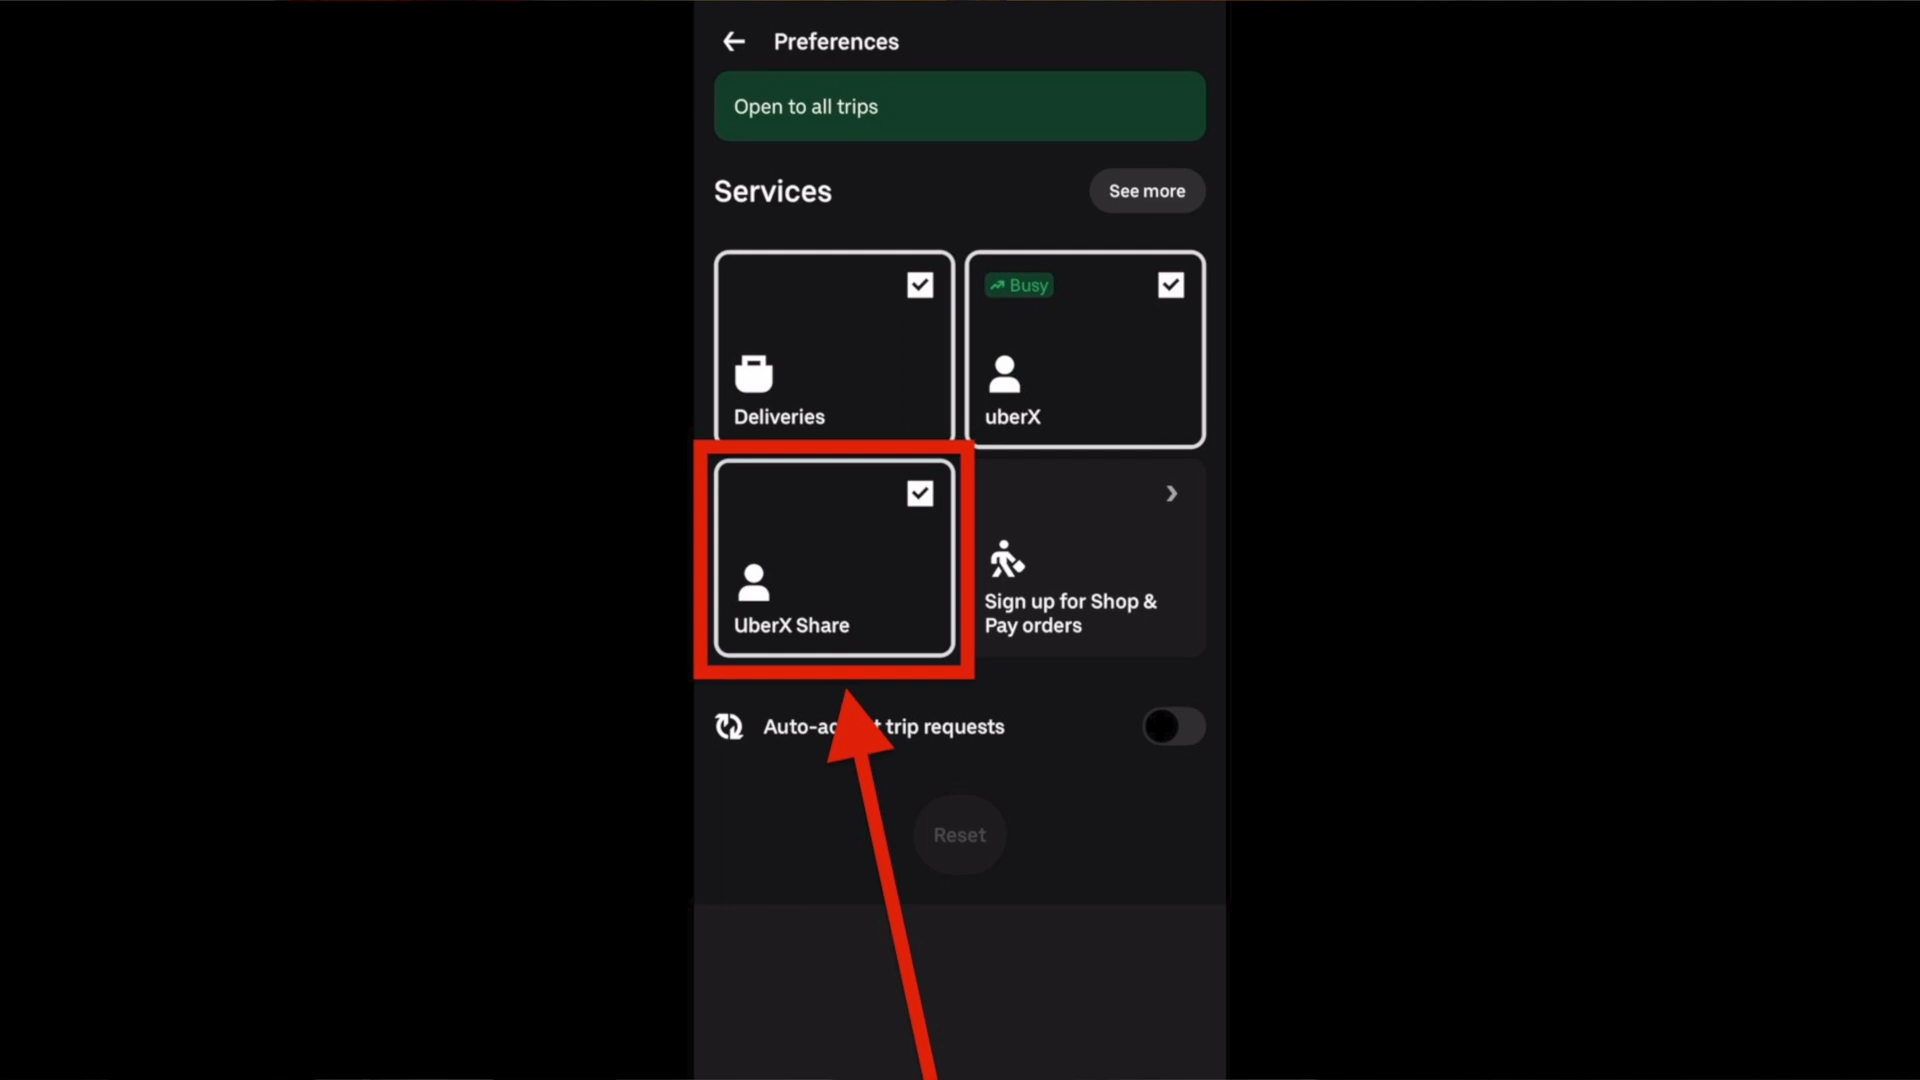 Preferences
Open to all trips
Services
See more
Busy
Deliveries
uberX
UberX Share
Sign up for Shop &
Pay orders
Auto-ac t trip requests
Reset